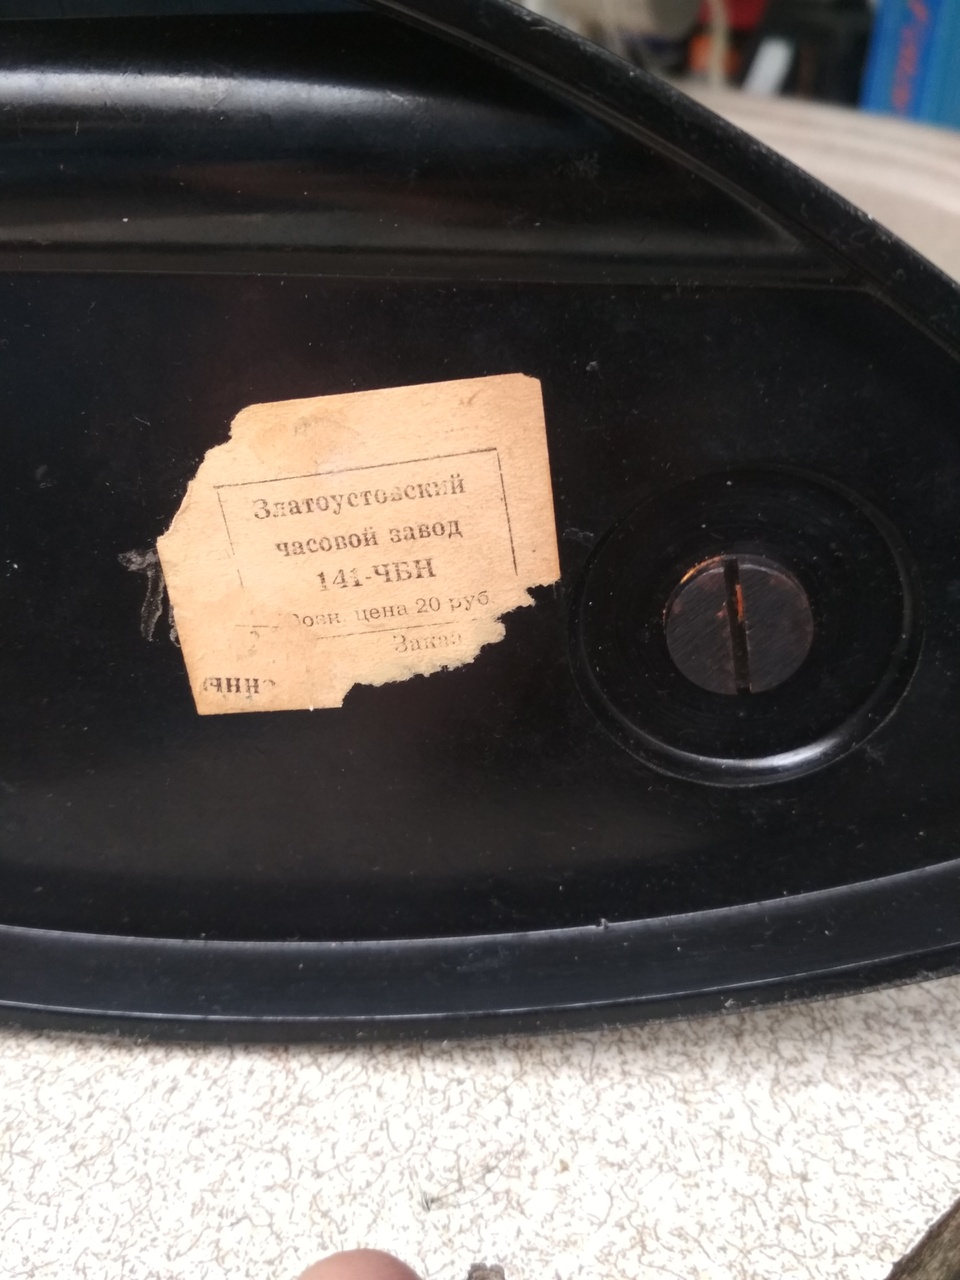 Златоустовский
часовой завод
141-ЧБН
Розн. цена 20 руб.
Заказ